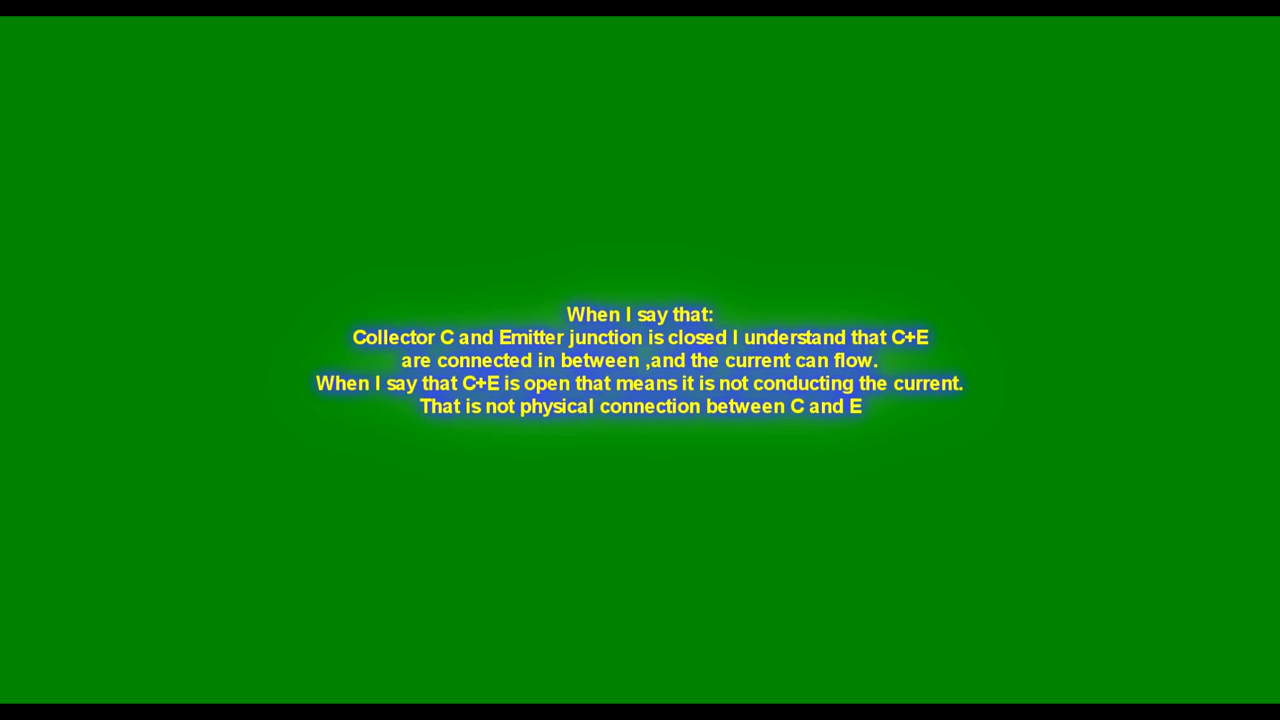 When I say that:
Collector C and Emitter junction is closed I understand that C+E
are connected in between ,and the current can flow.
When I say that C+E is open that means it is not conducting the current.
That is not physical connection between C and E